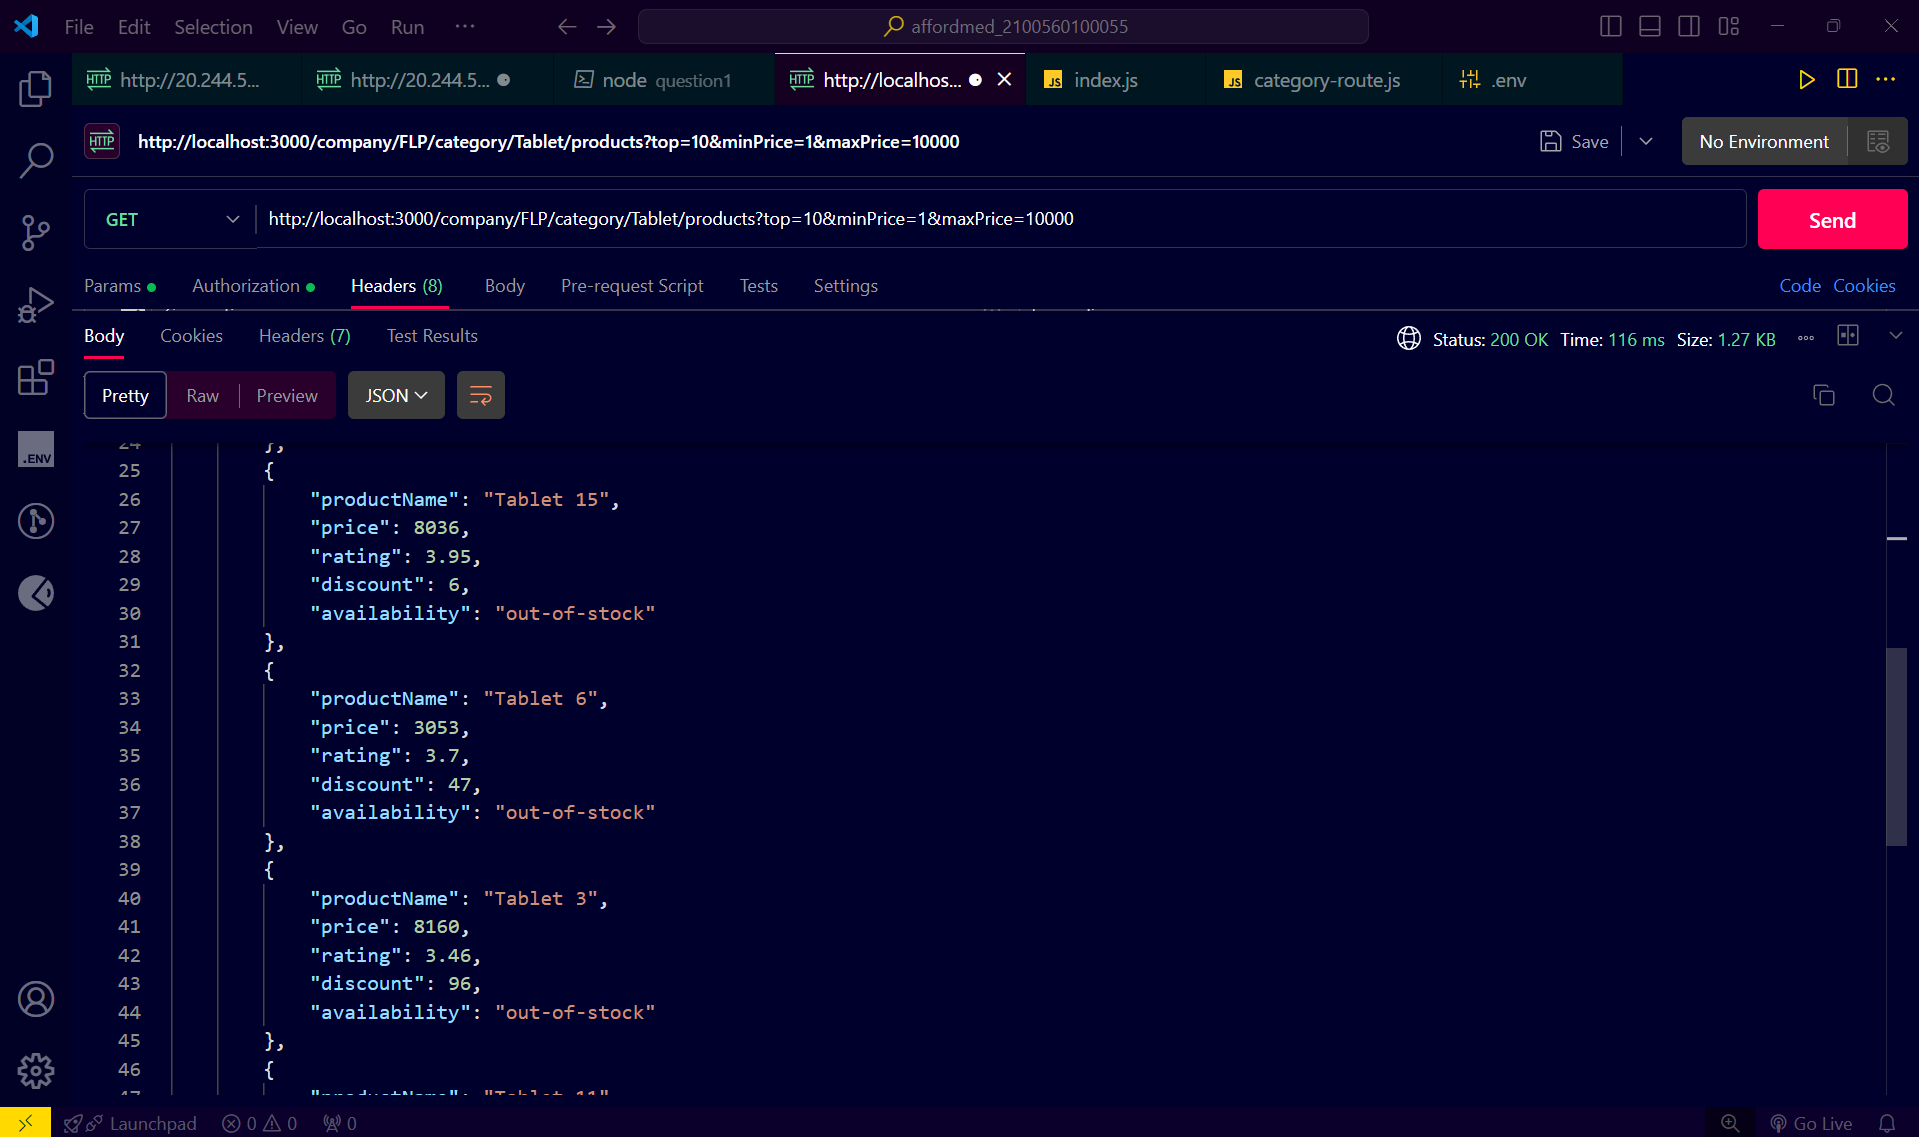 File Edit Selection View Go Run ··· affordmed_2100560100055
http://20.244.5... http://20.244.5... node question1 http://localhos... index.js category-route.js .env
http://localhost:3000/company/FLP/category/Tablet/products?top=10&minPrice=1&maxPrice=10000 Save No Environment
GET http://localhost:3000/company/FLP/category/Tablet/products?top=10&minPrice=1&maxPrice=10000 Send
Params Authorization Headers (8) Body Pre-request Script Tests Settings Code Cookies
Body Cookies Headers (7) Test Results Status: 200 OK Time: 116 ms Size: 1.27 KB
Pretty Raw Preview JSON
24 },
25 {
26 "productName": "Tablet 15",
27 "price": 8036,
28 "rating": 3.95,
29 "discount": 6,
30 "availability": "out-of-stock"
31 },
32 {
33 "productName": "Tablet 6",
34 "price": 3053,
35 "rating": 3.7,
36 "discount": 47,
37 "availability": "out-of-stock"
38 },
39 {
40 "productName": "Tablet 3",
41 "price": 8160,
42 "rating": 3.46,
43 "discount": 96,
44 "availability": "out-of-stock"
45 },
46 {
47 "productName": "Tablet 11"
.ENV
Launchpad 0 0 0 Go Live